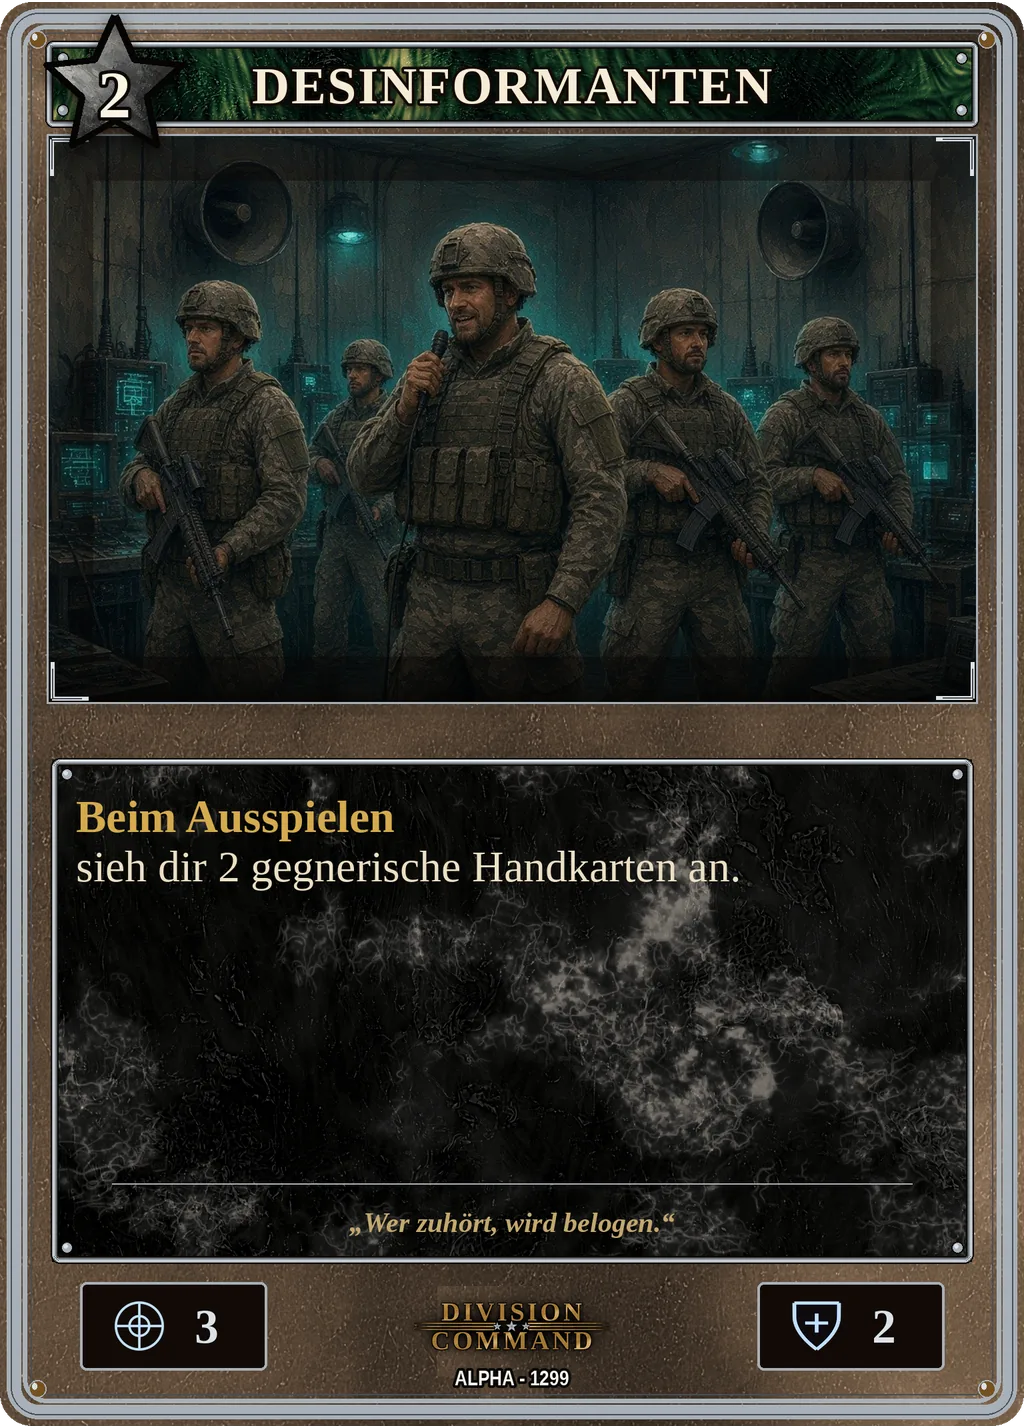 2
DESINFORMANTEN
Beim Ausspielen
sieh dir 2 gegnerische Handkarten an.
„Wer zuhört, wird belogen.“
3
DIVISION
COMMAND
ALPHA - 1299
2